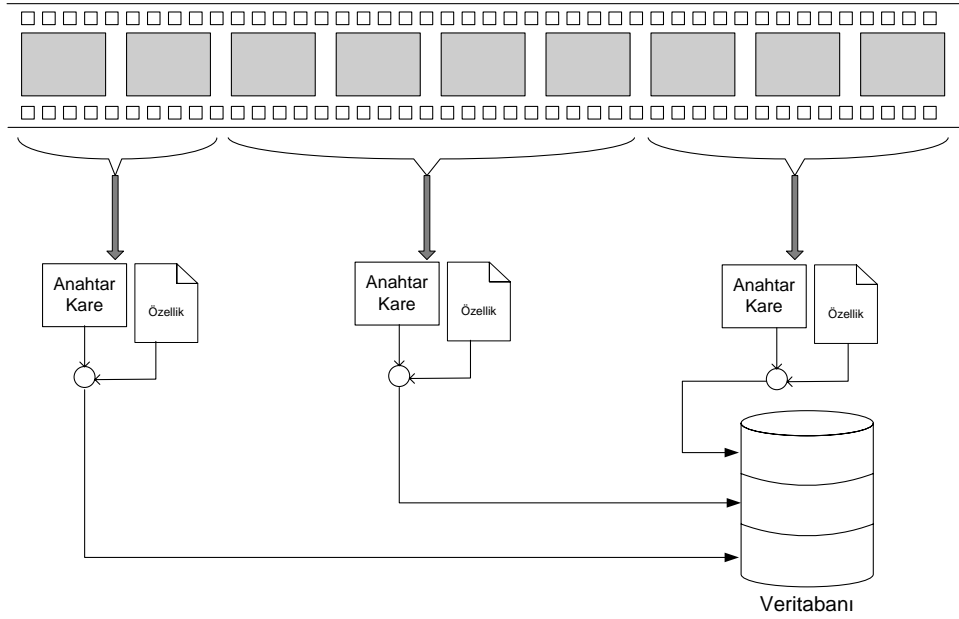 Anahtar
Kare
Özellik
Anahtar
Kare
Özellik
Anahtar
Kare
Özellik
Veritabanı